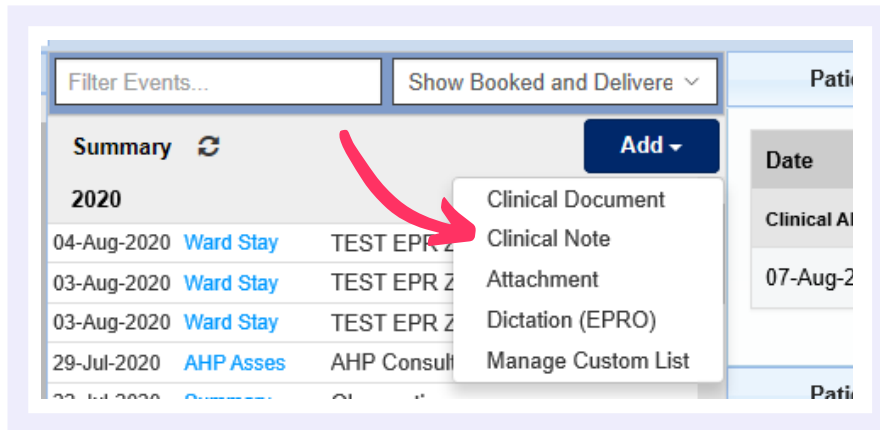 Filter Events...
Show Booked and Delivere
Summary
Add
2020
04-Aug-2020 Ward Stay TEST EPR Z
03-Aug-2020 Ward Stay TEST EPR Z
03-Aug-2020 Ward Stay TEST EPR Z
29-Jul-2020 AHP Asses AHP Consult
Clinical Document
Clinical Note
Attachment
Dictation (EPRO)
Manage Custom List
Pati
Date
Clinical Al
07-Aug-2
Pati